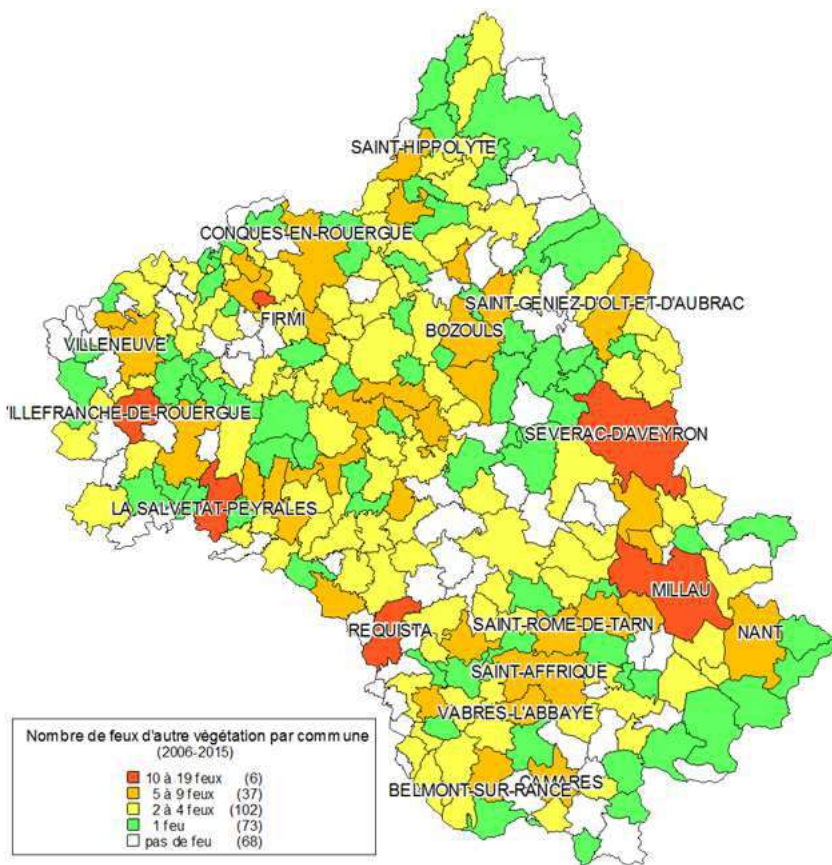 SAINT-HIPPOLYTE
CONQUES-EN-ROUERGUE
SAINT-GENIEZ-D'OLT-ET-D'AUBRAC
FIRMI
BOZOULS
VILLENEUVE
'ILLEFRANCHE-DE-ROUERGUE
SEVERAC-D'AVEYRON
LA SALVETAT-PEYRALES
MILLAU
REQUISTA
SAINT-ROME-DE-TARN
NANT
SAINT-AFFRIQUE
VABRES-L'ABBAYE
CAMARES
BELMONT-SUR-RANCE
Nombre de feux d'autre végétation par commune
(2006-2015)
10 à 19 feux (6)
5 à 9 feux (37)
2 à 4 feux (102)
1 feu (73)
pas de feu (68)